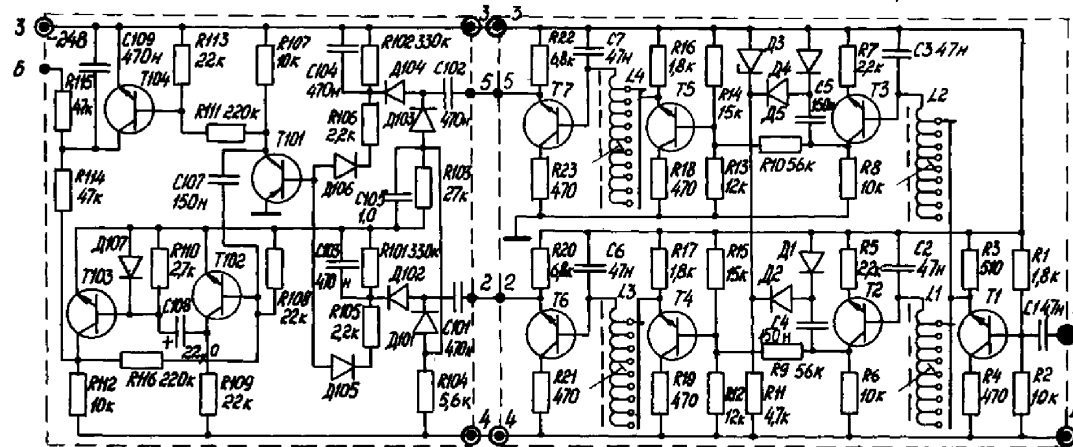 3
-24В
6
R115
47к
C109
470н
T104
R113
22к
R107
10к
R111 220к
T101
R114
47к
C107
150н
Д107
R110
2,7к
T102
T103
C108
+
R108
22к
R116 220к
R112
10к
R109
22к
R102 330к
C104
470н
Д104
C102
470н
R106
2,2к
Д103
Д106
C105
1,0
R103
27к
C103
470н
R101 330к
Д102
R105
2,2к
Д101
C101
470н
Д105
R104
5,6к
3
3
5
5
2
2
4
4
R22
6,8к
C7
47н
T7
L4
R23
470
R16
1,8к
T5
R14
15к
R18
470
R13
12к
Д3
Д4
Д5
C5
150н
R10 56к
R7
2,2к
T3
C3 47н
L2
R8
10к
R20
6,8к
C6
47н
T6
L3
R21
470
R17
1,8к
T4
R15
15к
R19
470
R12
12к
Д1
Д2
C4
150н
R9 56к
R11
4,7к
R5
2,2к
T2
C2
47н
L1
R6
10к
R3
510
T1
R4
470
R1
1,8к
C1 47н
1
R2
10к